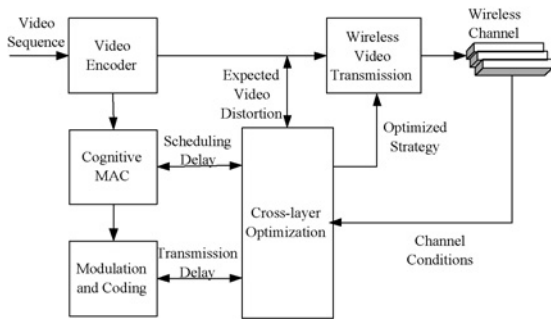 Video
Sequence
Video
Encoder
Expected
Video
Distortion
Wireless
Video
Transmission
Wireless
Channel
Optimized
Strategy
Cognitive
MAC
Scheduling
Delay
Cross-layer
Optimization
Channel
Conditions
Modulation
and Coding
Transmission
Delay